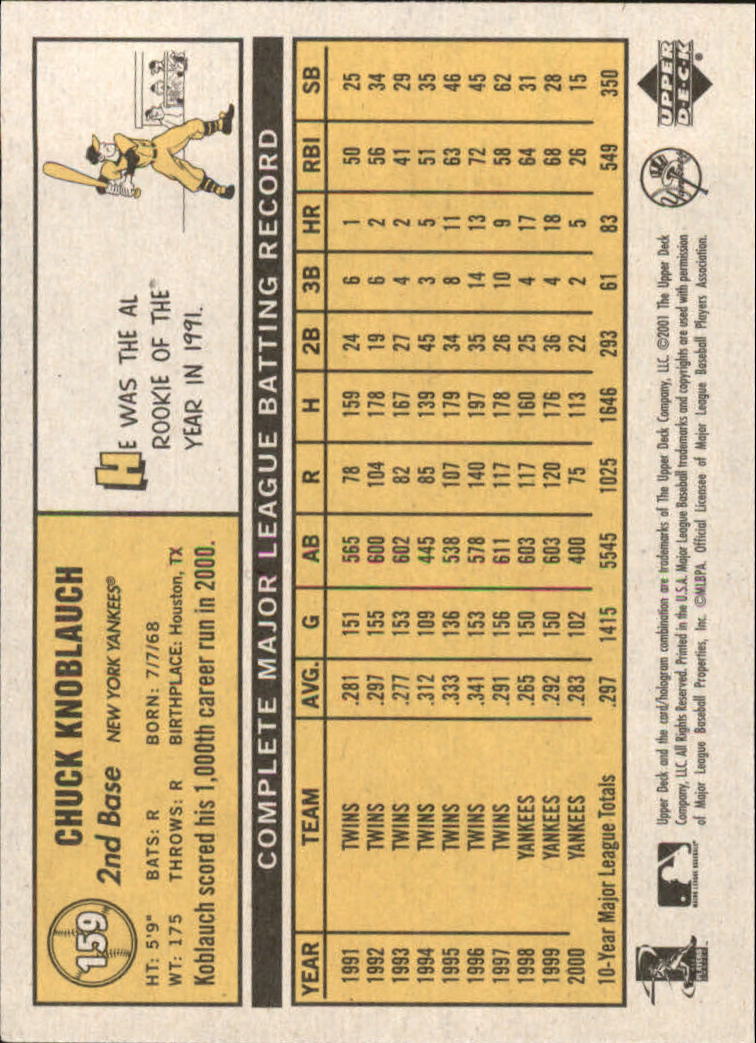 159
CHUCK KNOBLAUCH
2nd Base NEW YORK YANKEES®
HT: 5'9" BATS: R BORN: 7/7/68
WT: 175 THROWS: R BIRTHPLACE: Houston, TX
Koblauch scored his 1,000th career run in 2000.
HE WAS THE AL
ROOKIE OF THE®
YEAR IN 1991.
COMPLETE MAJOR LEAGUE BATTING RECORD
YEAR TEAM AVG. G AB R H 2B 3B HR RBI SB
1991 TWINS .281 151 565 78 159 24 6 1 50 25
1992 TWINS .297 155 600 104 178 19 6 2 56 34
1993 TWINS .277 153 602 82 167 27 4 2 41 29
1994 TWINS .312 109 445 85 139 45 3 5 51 35
1995 TWINS .333 136 538 107 179 34 8 11 63 46
1996 TWINS .341 153 578 140 197 35 14 13 72 45
1997 TWINS .291 156 611 117 178 26 10 9 58 62
1998 YANKEES .265 150 603 117 160 25 4 17 64 31
1999 YANKEES .292 150 603 120 176 36 4 18 68 28
2000 YANKEES .283 102 400 75 113 22 2 5 26 15
10-Year Major League Totals .297 1415 5545 1025 1646 293 61 83 549 350
PLAYERS
MAJOR LEAGUE BASEBALL®
Upper Deck and the card/hologram combination are trademarks of The Upper Deck Company, LLC. ©2001 The Upper Deck
Company, LLC. All Rights Reserved. Printed in the U.S.A. Major League Baseball trademarks and copyrights are used with permission
of Major League Baseball Properties, Inc. ©MLBPA. Official Licensee of Major League Baseball Players Association.
Yankees
UPPER
DECK®